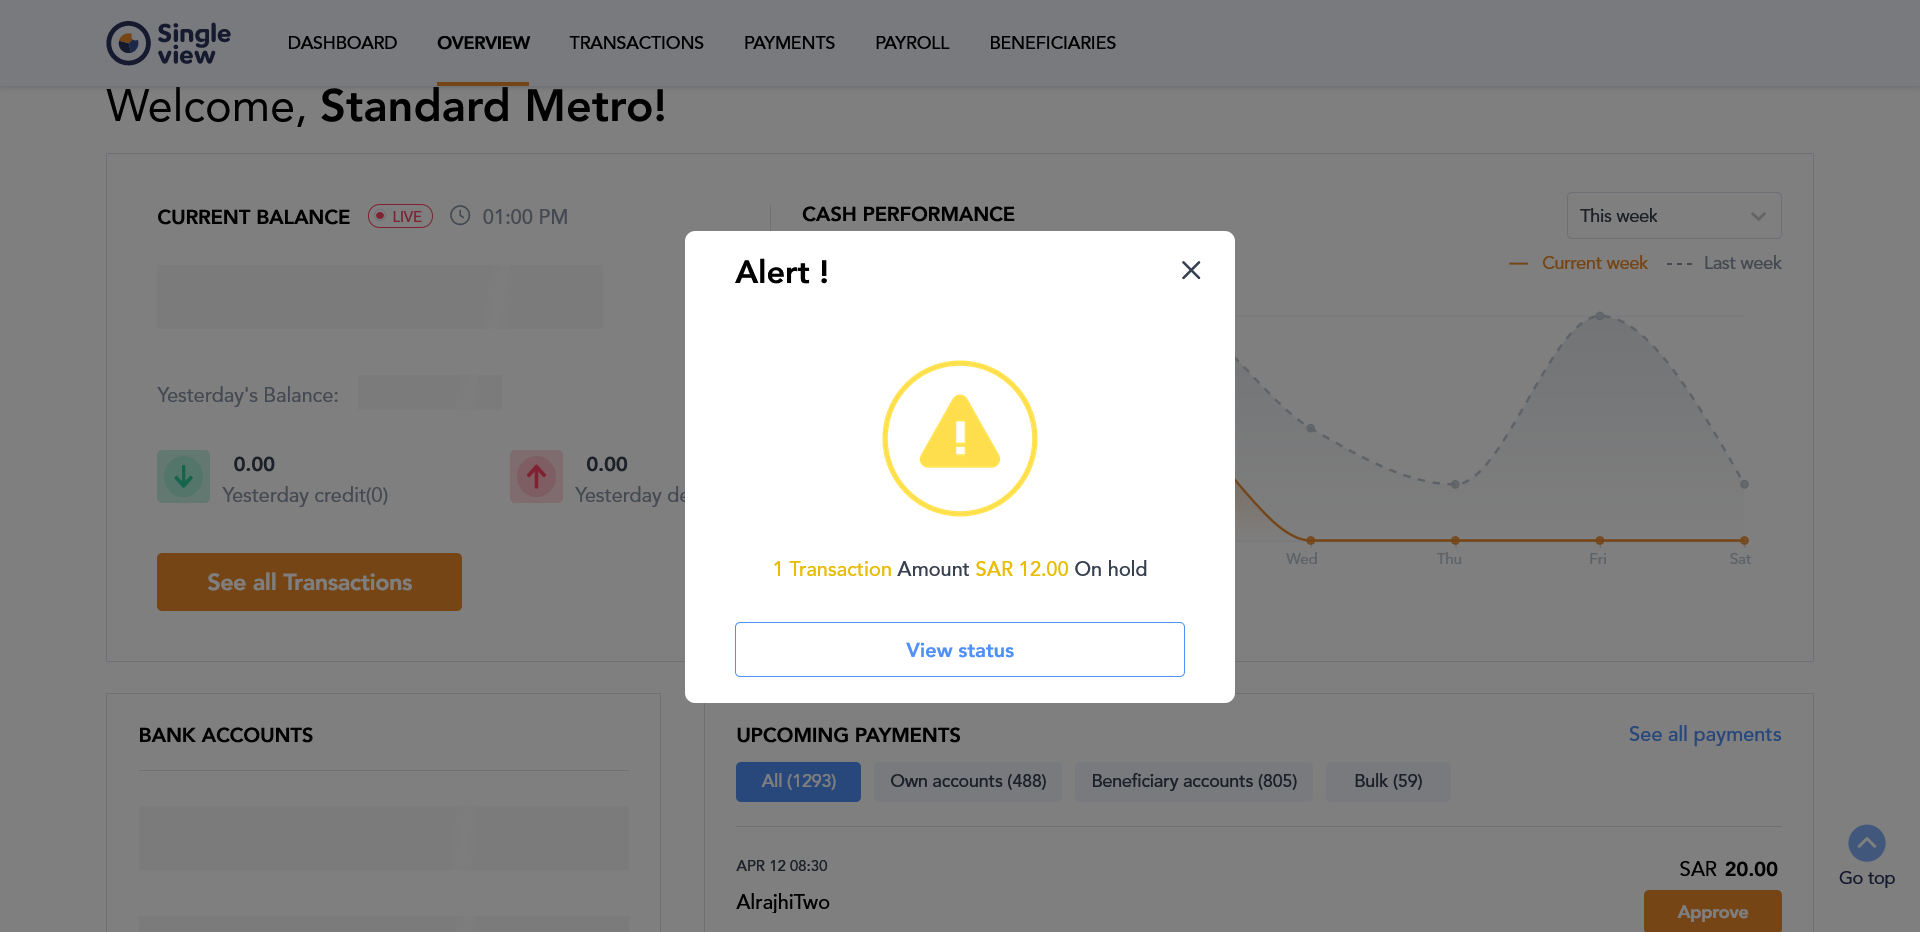 Single view
DASHBOARD
OVERVIEW
TRANSACTIONS
PAYMENTS
PAYROLL
BENEFICIARIES
Welcome, Standard Metro!
CURRENT BALANCE
LIVE
01:00 PM
CASH PERFORMANCE
This week
Current week
Last week
Yesterday's Balance:
0.00
Yesterday credit(0)
0.00
Yesterday de
See all Transactions
Wed
Thu
Fri
Sat
Alert !
1 Transaction Amount SAR 12.00 On hold
View status
BANK ACCOUNTS
UPCOMING PAYMENTS
See all payments
All (1293)
Own accounts (488)
Beneficiary accounts (805)
Bulk (59)
APR 12 08:30
SAR 20.00
AlrajhiTwo
Approve
Go top